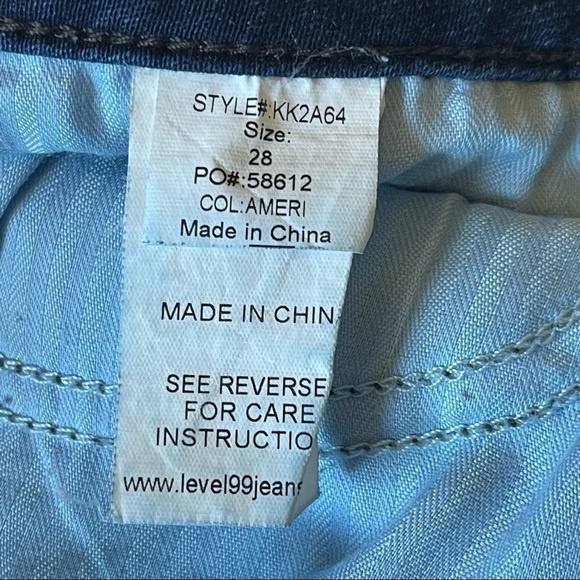 STYLE#:KK2A64
Size:
28
PO#:58612
COL:AMERI
Made in China
MADE IN CHIN
SEE REVERSE
FOR CARE
INSTRUCTIO
www.level99jeans